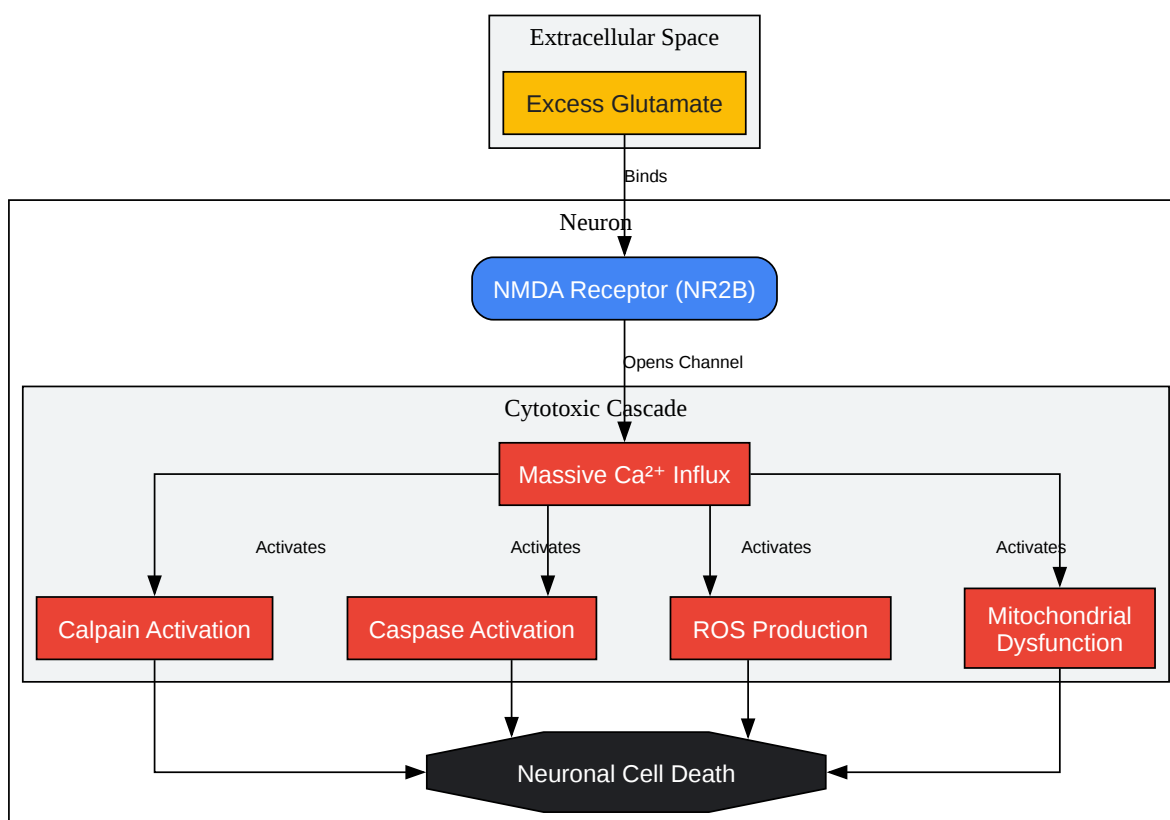 Extracellular Space
Excess Glutamate
Binds
Neuron
NMDA Receptor (NR2B)
Opens Channel
Cytotoxic Cascade
Massive Ca²⁺ Influx
Activates
Activates
Activates
Activates
Calpain Activation
Caspase Activation
ROS Production
Mitochondrial
Dysfunction
Neuronal Cell Death